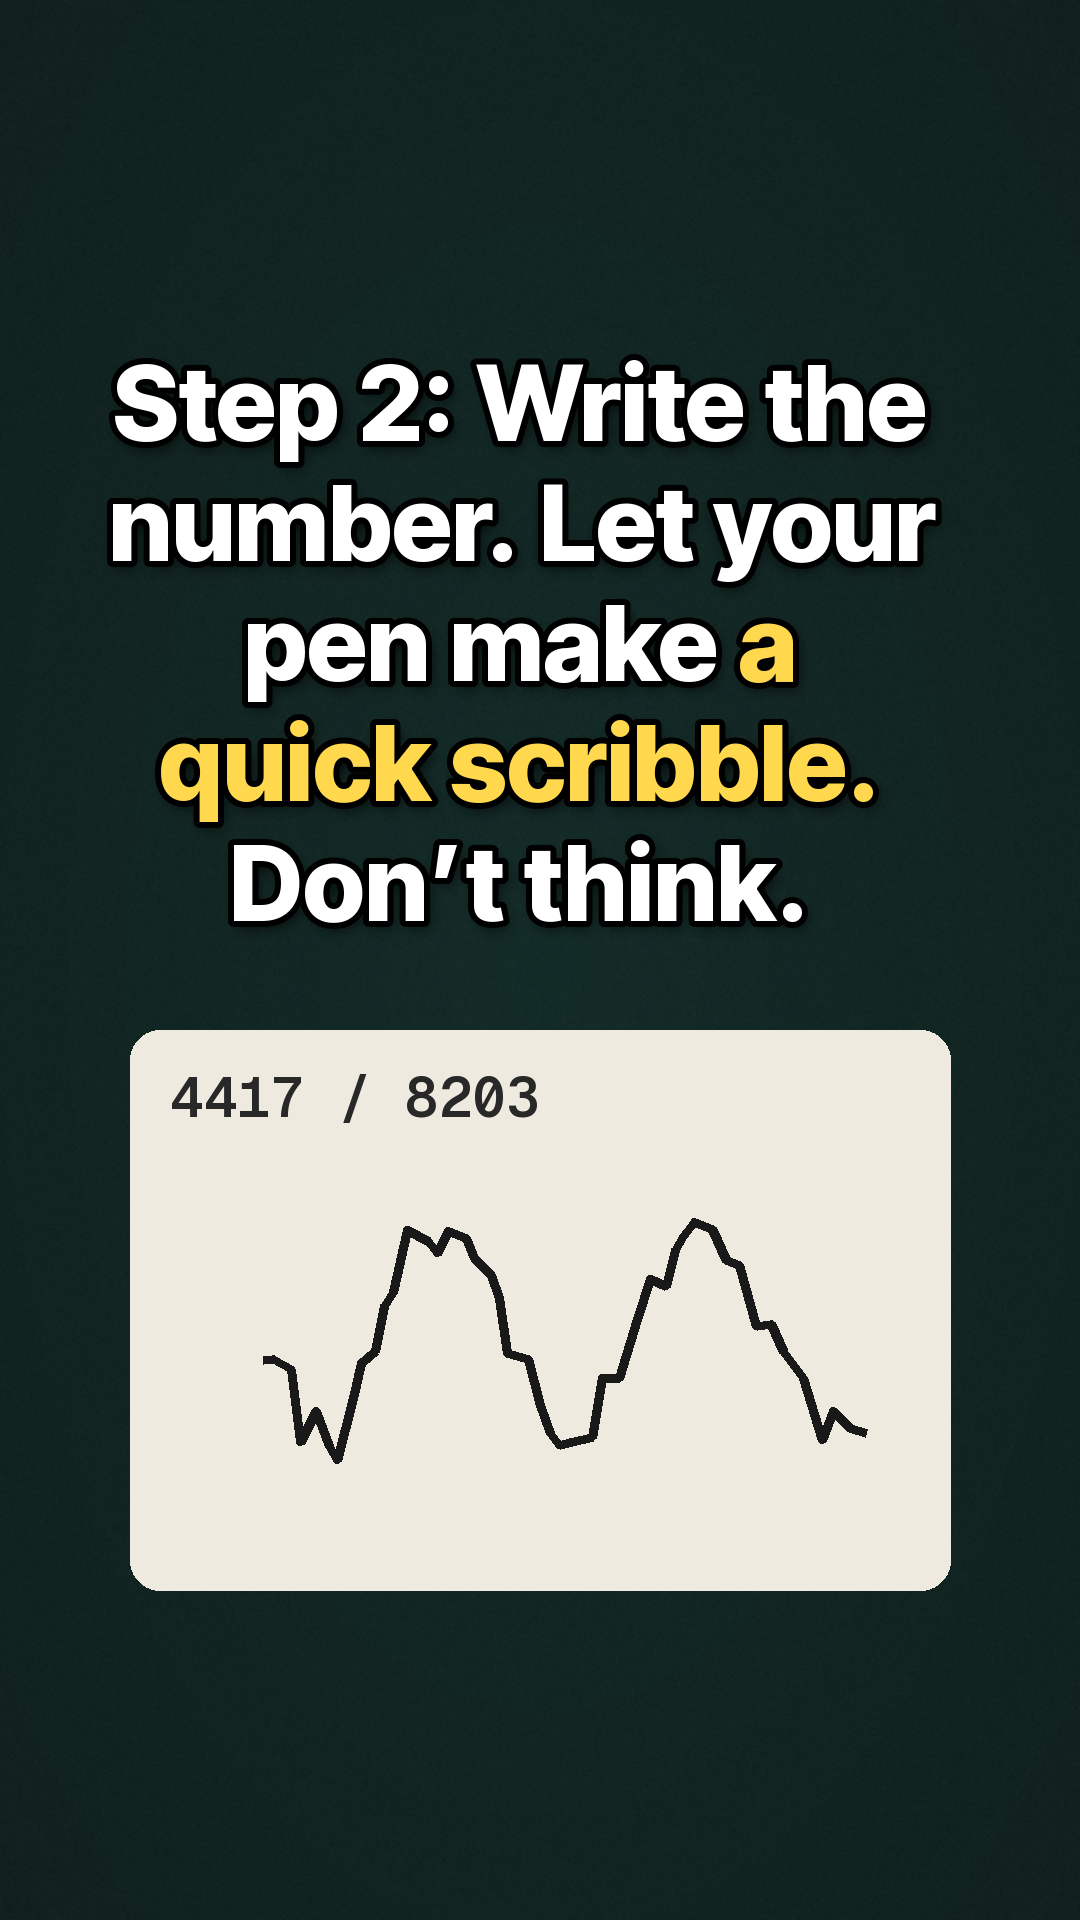 Step 2: Write the
number. Let your
pen make a
quick scribble.
Don’t think.
4417 / 8203